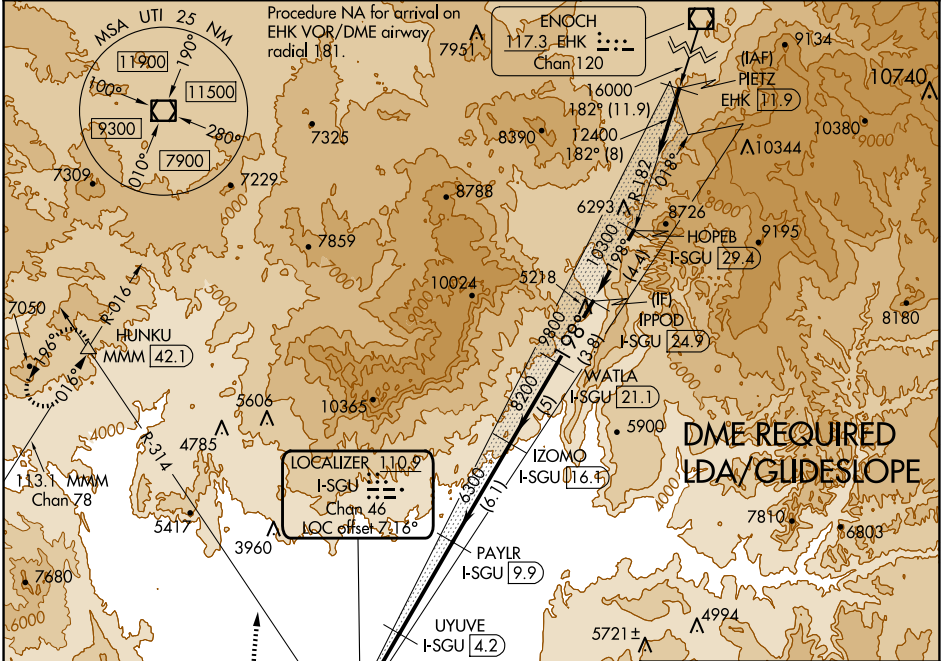 MSA UTI 25 NM
11900
190°
100°
11500
9300
280°
7900
010°
Procedure NA for arrival on
EHK VOR/DME airway
radial 181.
7951
ENOCH
117.3 EHK
Chan 120
9134
(IAF)
PIETZ
EHK 11.9
10740
16000
182° (11.9)
12400
182° (8)
7325
8390
10380
10344
7309
7229
6000
8788
6293
R-182
018°
8726
8000
9195
HOPEB
I-SGU 29.4
10300
198°
(4.4)
7859
5000
10024
5218
(IF)
IPPOD
I-SGU 24.9
8180
7050
R-016
196°
016°
HUNKU
MMM 42.1
9800
198°
(3.8)
WATLA
I-SGU 21.1
10365
8200
(5)
5606
4785
4000
5900
DME REQUIRED
LDA/GLIDESLOPE
R-314
113.1 MMM
Chan 78
LOCALIZER 110.9
I-SGU
Chan 46
LOC offset 7.16°
IZOMO
I-SGU 16.1
6300
(6.1)
5417
3960
7810
6803
PAYLR
I-SGU 9.9
7680
6000
5000
UYUVE
I-SGU 4.2
5721±
4994